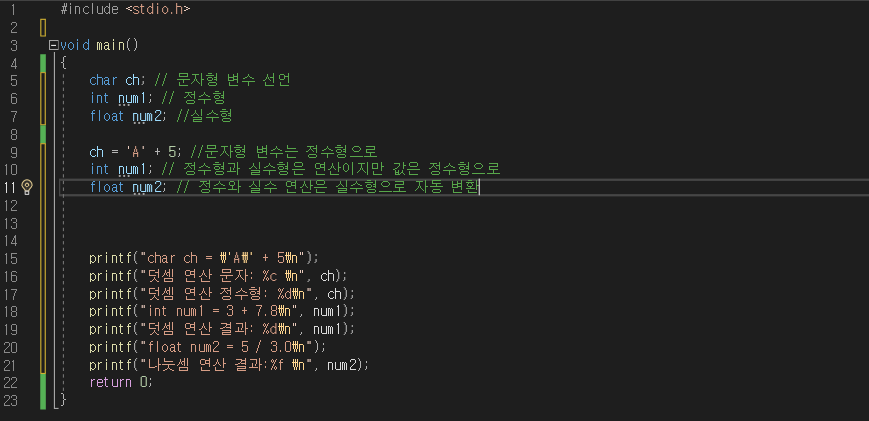 1 #include <stdio.h>
2
3 void main()
4 {
5 char ch; // 문자형 변수 선언
6 int num1; // 정수형
7 float num2; //실수형
8
9 ch = 'A' + 5; //문자형 변수는 정수형으로
10 int num1; // 정수형과 실수형은 연산이지만 값은 정수형으로
11 float num2; // 정수와 실수 연산은 실수형으로 자동 변환
12
13
14
15 printf("char ch = ₩'A₩' + 5₩n");
16 printf("덧셈 연산 문자: %c ₩n", ch);
17 printf("덧셈 연산 정수형: %d₩n", ch);
18 printf("int num1 = 3 + 7.8₩n", num1);
19 printf("덧셈 연산 결과: %d₩n", num1);
20 printf("float num2 = 5 / 3.0₩n");
21 printf("나눗셈 연산 결과:%f ₩n", num2);
22 return 0;
23 }